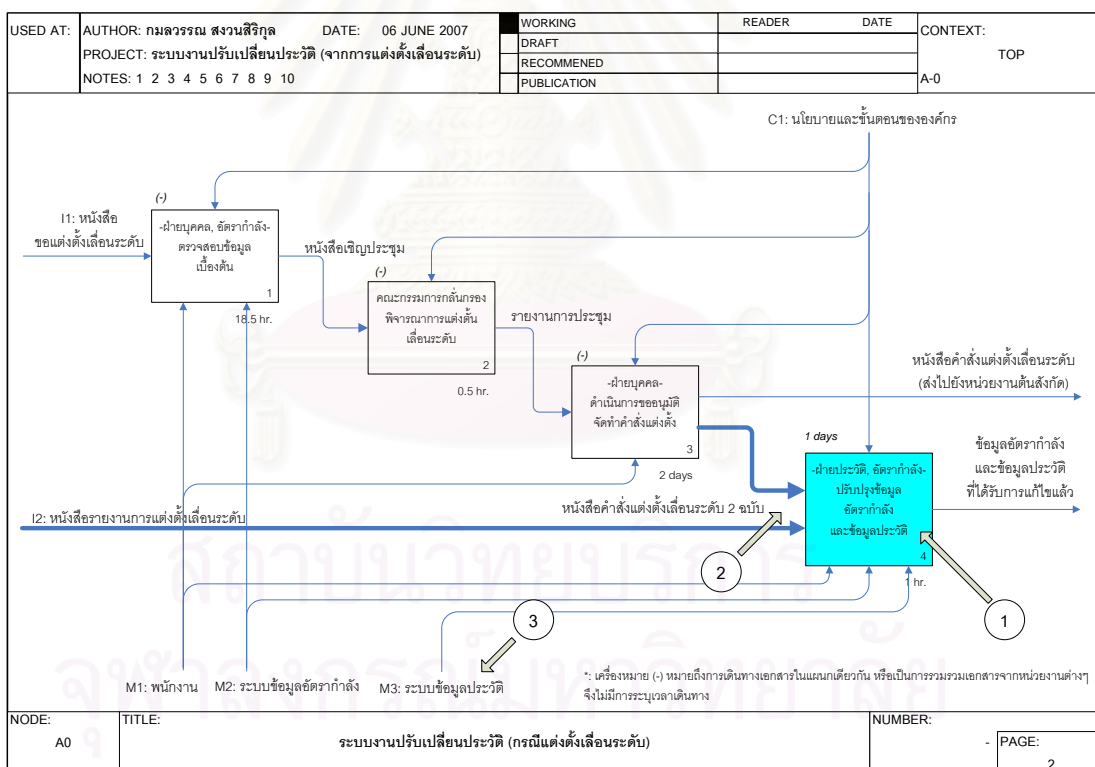 USED AT:
AUTHOR: กมลวรรณ สงวนสิริกุล DATE: 06 JUNE 2007
PROJECT: ระบบงานปรับเปลี่ยนประวัติ (จากการแต่งตั้งเลื่อนระดับ)
NOTES: 1 2 3 4 5 6 7 8 9 10
WORKING
DRAFT
RECOMMENED
PUBLICATION
READER DATE
CONTEXT:
TOP
A-0
C1: นโยบายและขั้นตอนขององค์กร
I1: หนังสือ
ขอแต่งตั้งเลื่อนระดับ
(-)
-ฝ่ายบุคคล, อัตรากำลัง-
ตรวจสอบข้อมูล
เบื้องต้น
1
18.5 hr.
หนังสือเชิญประชุม
(-)
คณะกรรมการกลั่นกรอง
พิจารณาการแต่งตั้น
เลื่อนระดับ
2
0.5 hr.
รายงานการประชุม
(-)
-ฝ่ายบุคคล-
ดำเนินการขออนุมัติ
จัดทำคำสั่งแต่งตั้ง
3
2 days
หนังสือคำสั่งแต่งตั้งเลื่อนระดับ
(ส่งไปยังหน่วยงานต้นสังกัด)
1 days
-ฝ่ายประวัติ, อัตรากำลัง-
ปรับปรุงข้อมูล
อัตรากำลัง
และข้อมูลประวัติ
4
1 hr.
ข้อมูลอัตรากำลัง
และข้อมูลประวัติ
ที่ได้รับการแก้ไขแล้ว
หนังสือคำสั่งแต่งตั้งเลื่อนระดับ 2 ฉบับ
I2: หนังสือรายงานการแต่งตั้งเลื่อนระดับ
2
1
3
M1: พนักงาน
M2: ระบบข้อมูลอัตรากำลัง
M3: ระบบข้อมูลประวัติ
*: เครื่องหมาย (-) หมายถึงการเดินทางเอกสารในแผนกเดียวกัน หรือเป็นการรวมรวมเอกสารจากหน่วยงานต่างๆ
จึงไม่มีการระบุเวลาเดินทาง
สถาบันวิทยบริการ
จุฬาลงกรณ์มหาวิทยาลัย
NODE:
A0
TITLE:
ระบบงานปรับเปลี่ยนประวัติ (กรณีแต่งตั้งเลื่อนระดับ)
NUMBER:
-
PAGE:
2